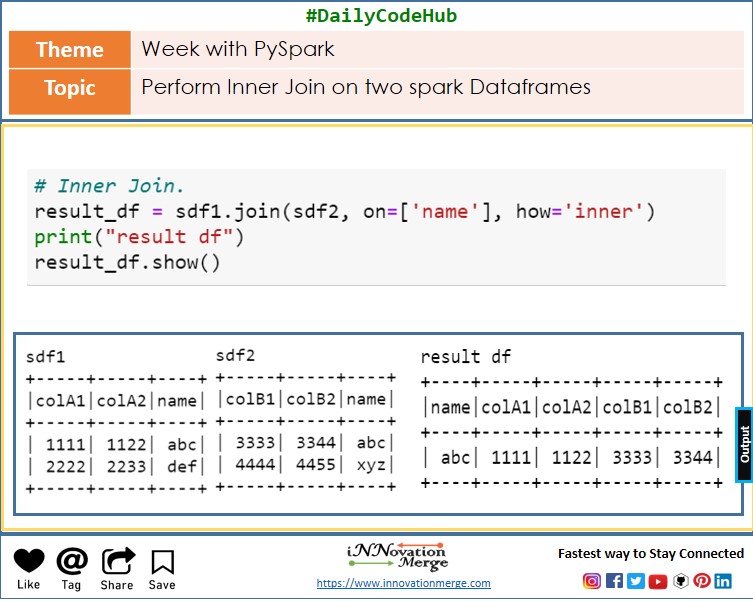 #DailyCodeHub
Theme
Week with PySpark
Topic
Perform Inner Join on two spark Dataframes
# Inner Join.
result_df = sdf1.join(sdf2, on=['name'], how='inner')
print("result df")
result_df.show()
sdf1
+-----+-----+----+
|colA1|colA2|name|
+-----+-----+----+
| 1111| 1122| abc|
| 2222| 2233| def|
+-----+-----+----+
sdf2
+-----+-----+----+
|colB1|colB2|name|
+-----+-----+----+
| 3333| 3344| abc|
| 4444| 4455| xyz|
+-----+-----+----+
result df
+----+-----+-----+-----+-----+
|name|colA1|colA2|colB1|colB2|
+----+-----+-----+-----+-----+
| abc| 1111| 1122| 3333| 3344|
+----+-----+-----+-----+-----+
Output
Like
Tag
Share
Save
iNNovation
Merge
https://www.innovationmerge.com
Fastest way to Stay Connected